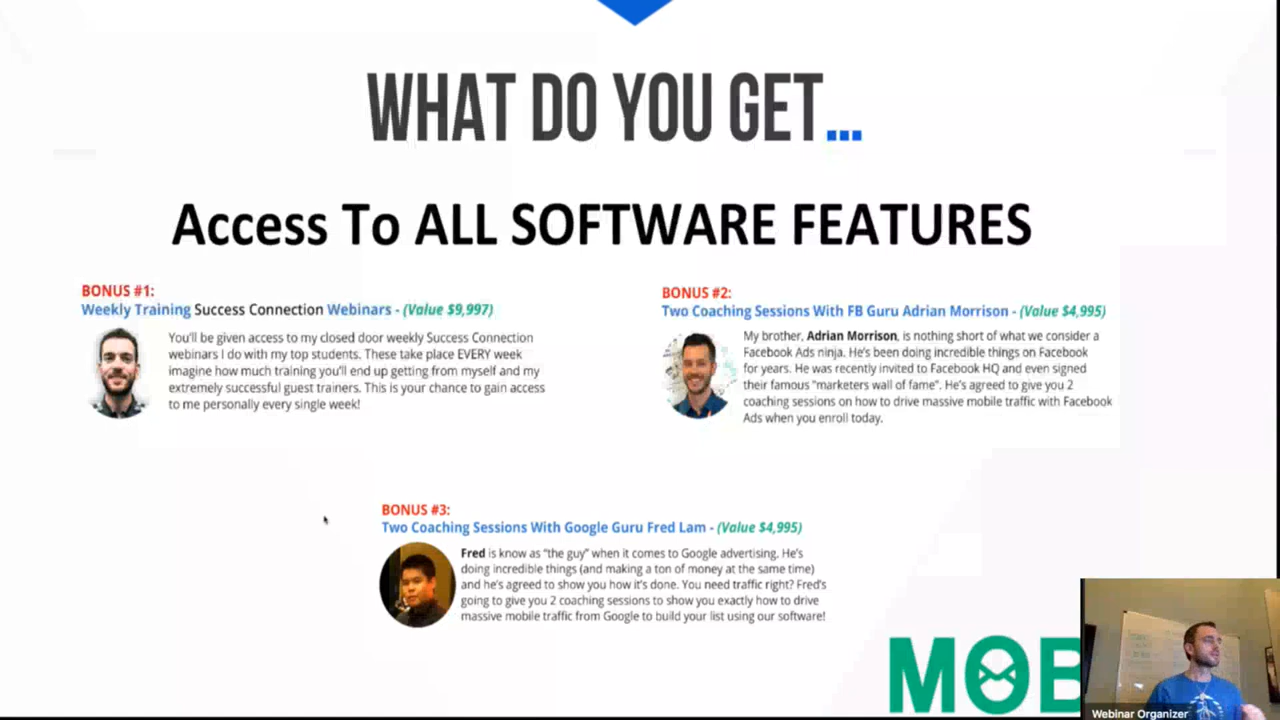 WHAT DO YOU GET...
Access To ALL SOFTWARE FEATURES
BONUS #1:
Weekly Training Success Connection Webinars - (Value $9,997)
You'll be given access to my closed door weekly Success Connection
webinars I do with my top students. These take place EVERY week
imagine how much training you'll end up getting from myself and my
extremely successful guest trainers. This is your chance to gain access
to me personally every single week!
BONUS #2:
Two Coaching Sessions With FB Guru Adrian Morrison - (Value $4,995)
My brother, Adrian Morrison, is nothing short of what we consider a
Facebook Ads ninja. He's been doing incredible things on Facebook
for years. He was recently invited to Facebook HQ and even signed
their famous "marketers wall of fame". He's agreed to give you 2
coaching sessions on how to drive massive mobile traffic with Facebook
Ads when you enroll today.
BONUS #3:
Two Coaching Sessions With Google Guru Fred Lam - (Value $4,995)
Fred is know as "the guy" when it comes to Google advertising. He's
doing incredible things (and making a ton of money at the same time)
and he's agreed to show you how it's done. You need traffic right? Fred's
going to give you 2 coaching sessions to show you exactly how to drive
massive mobile traffic from Google to build your list using our software!
MOB
Webinar Organizer